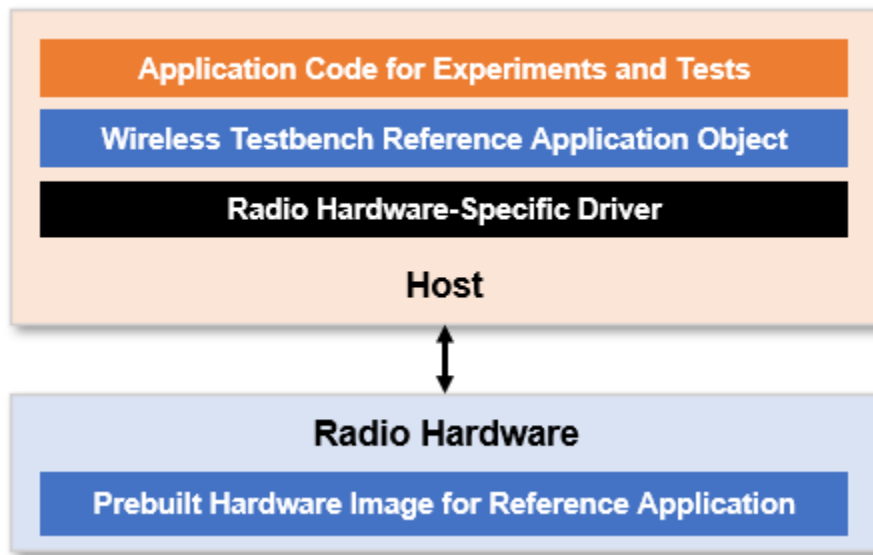 Application Code for Experiments and Tests
Wireless Testbench Reference Application Object
Radio Hardware-Specific Driver
Host
Radio Hardware
Prebuilt Hardware Image for Reference Application